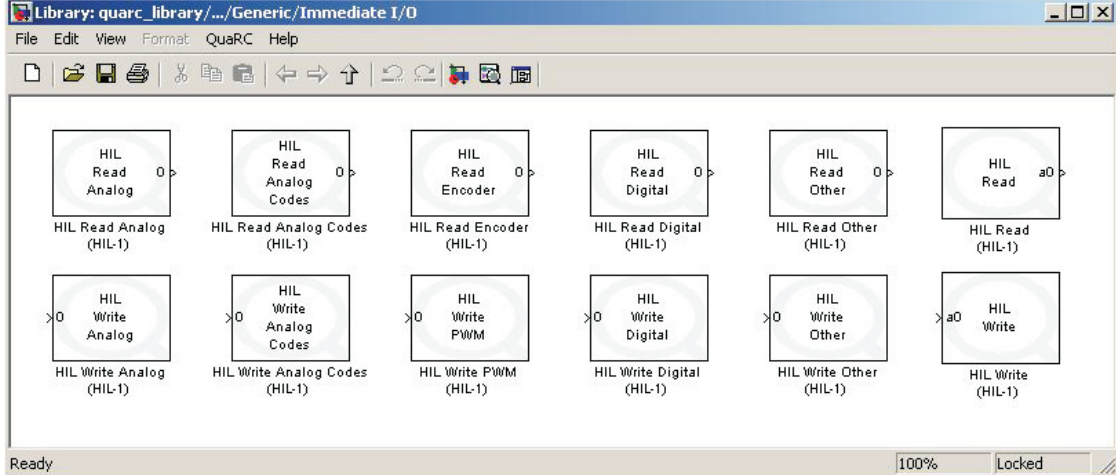 Library: quarc_library/.../Generic/Immediate I/O
File Edit View Format QuaRC Help
HIL Read Analog 0
HIL Read Analog Codes 0
HIL Read Encoder 0
HIL Read Digital 0
HIL Read Other 0
HIL Read a0
HIL Read Analog (HIL-1)
HIL Read Analog Codes (HIL-1)
HIL Read Encoder (HIL-1)
HIL Read Digital (HIL-1)
HIL Read Other (HIL-1)
HIL Read (HIL-1)
0 HIL Write Analog
0 HIL Write Analog Codes
0 HIL Write PWM
0 HIL Write Digital
0 HIL Write Other
a0 HIL Write
HIL Write Analog (HIL-1)
HIL Write Analog Codes (HIL-1)
HIL Write PWM (HIL-1)
HIL Write Digital (HIL-1)
HIL Write Other (HIL-1)
HIL Write (HIL-1)
Ready 100% Locked